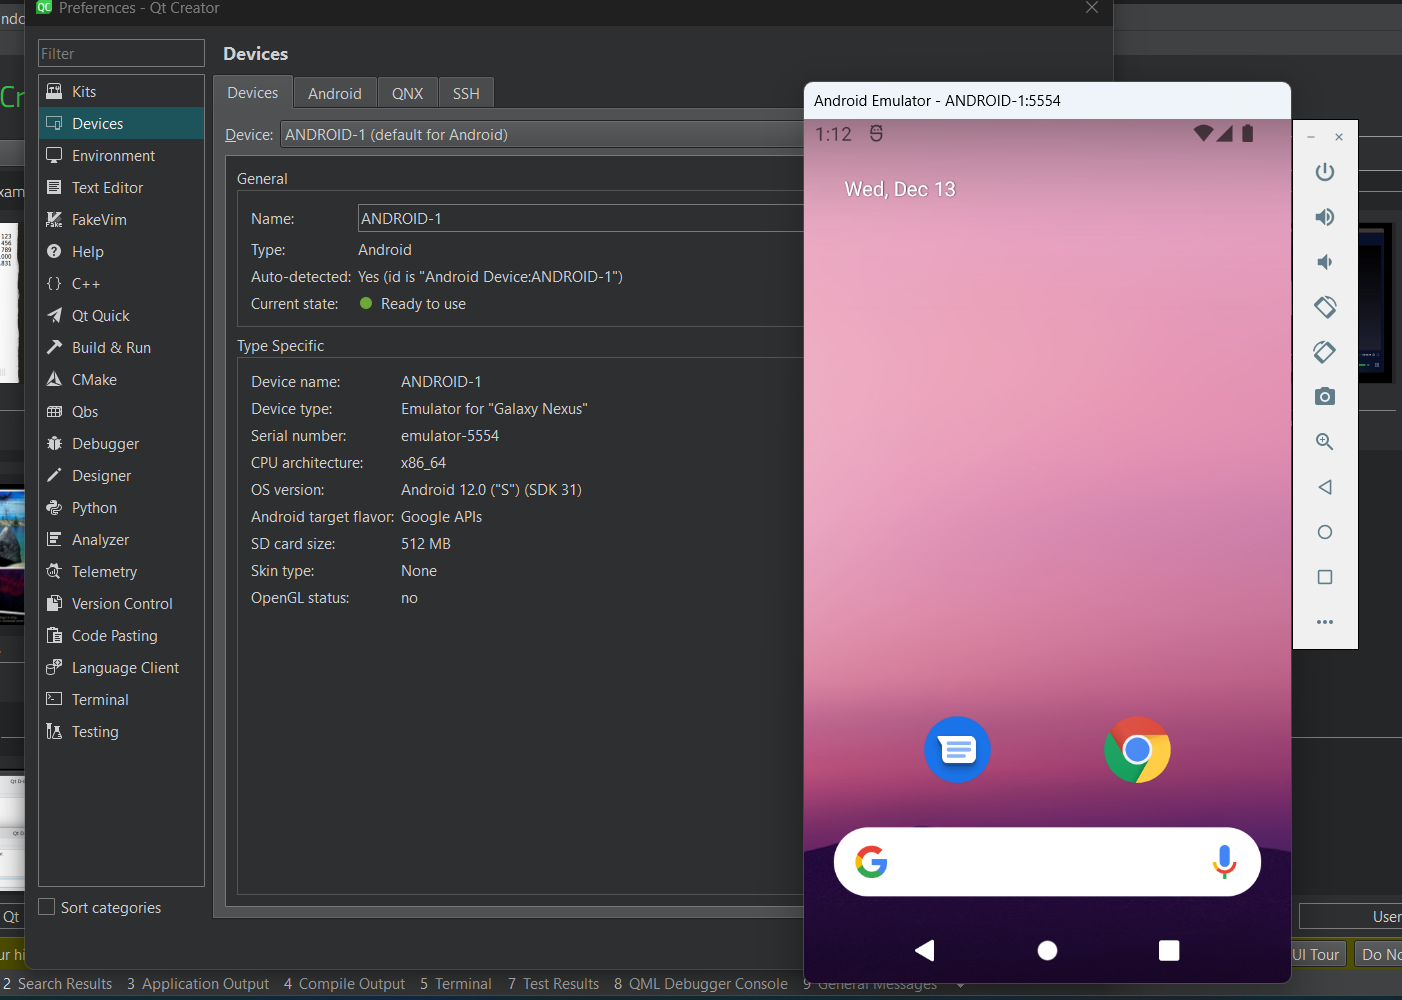 Preferences - Qt Creator
Filter
Kits
Devices
Environment
Text Editor
FakeVim
Help
C++
Qt Quick
Build & Run
CMake
Qbs
Debugger
Designer
Python
Analyzer
Telemetry
Version Control
Code Pasting
Language Client
Terminal
Testing
Sort categories
Devices
Devices Android QNX SSH
Device: ANDROID-1 (default for Android)
General
Name: ANDROID-1
Type: Android
Auto-detected: Yes (id is "Android Device:ANDROID-1")
Current state: Ready to use
Type Specific
Device name: ANDROID-1
Device type: Emulator for "Galaxy Nexus"
Serial number: emulator-5554
CPU architecture: x86_64
OS version: Android 12.0 ("S") (SDK 31)
Android target flavor: Google APIs
SD card size: 512 MB
Skin type: None
OpenGL status: no
Android Emulator - ANDROID-1:5554
1:12
Wed, Dec 13
123
456
789
Qt
User
UI Tour
2 Search Results 3 Application Output 4 Compile Output 5 Terminal 7 Test Results 8 QML Debugger Console 9 General Messages